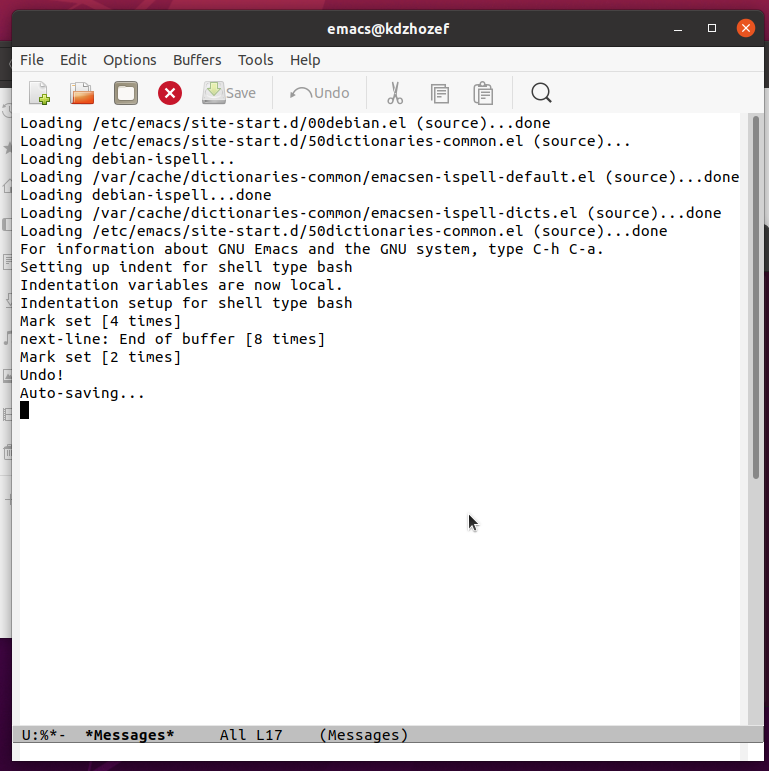 emacs@kdzhozef
File Edit Options Buffers Tools Help
Save Undo
Loading /etc/emacs/site-start.d/00debian.el (source)...done
Loading /etc/emacs/site-start.d/50dictionaries-common.el (source)...
Loading debian-ispell...
Loading /var/cache/dictionaries-common/emacsen-ispell-default.el (source)...done
Loading debian-ispell...done
Loading /var/cache/dictionaries-common/emacsen-ispell-dicts.el (source)...done
Loading /etc/emacs/site-start.d/50dictionaries-common.el (source)...done
For information about GNU Emacs and the GNU system, type C-h C-a.
Setting up indent for shell type bash
Indentation variables are now local.
Indentation setup for shell type bash
Mark set [4 times]
next-line: End of buffer [8 times]
Mark set [2 times]
Undo!
Auto-saving...
U:%*-  *Messages*     All L17    (Messages)